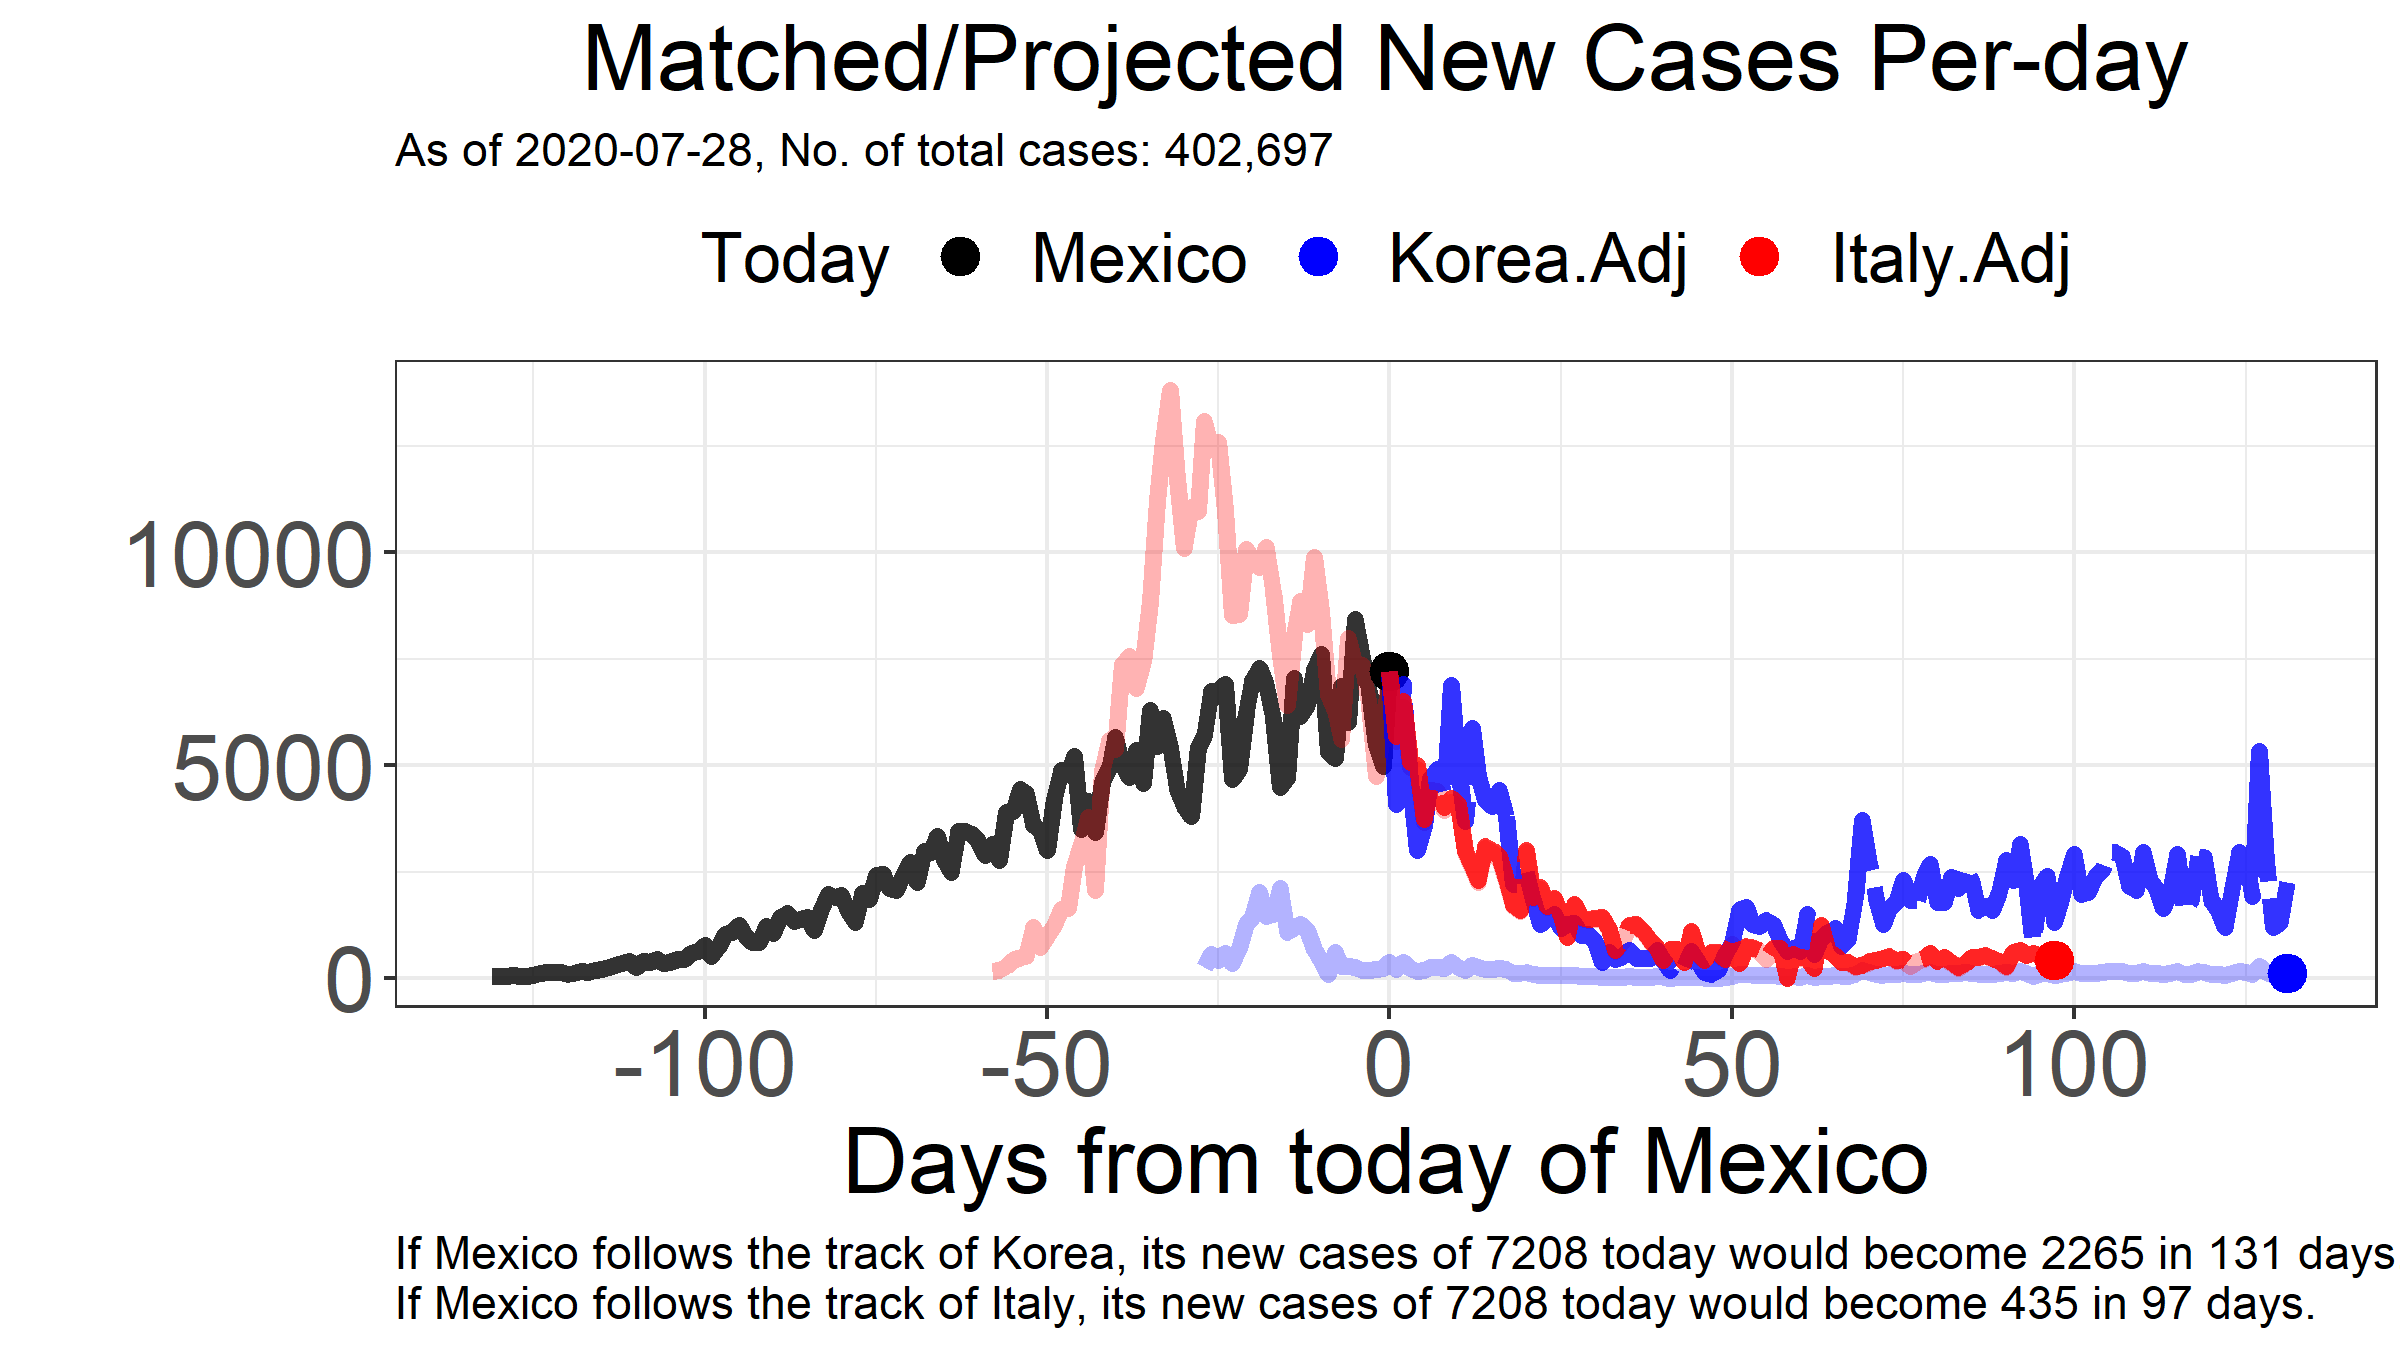 Matched/Projected New Cases Per-day
As of 2020-07-28, No. of total cases: 402,697
Today Mexico Korea.Adj Italy.Adj
10000
5000
0
-100 -50 0 50 100
Days from today of Mexico
If Mexico follows the track of Korea, its new cases of 7208 today would become 2265 in 131 days
If Mexico follows the track of Italy, its new cases of 7208 today would become 435 in 97 days.